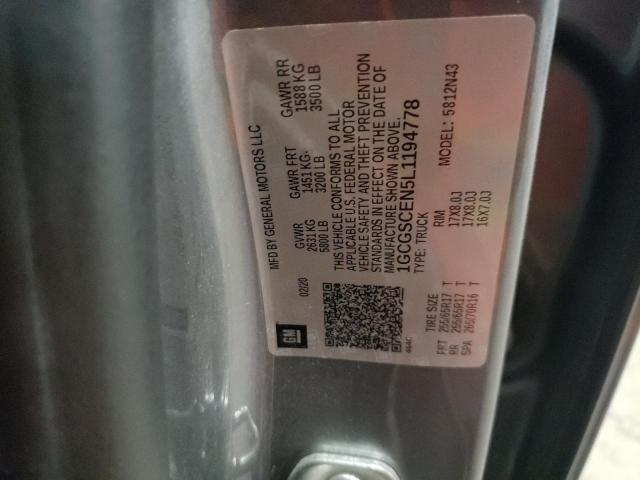 GM
MFD BY GENERAL MOTORS LLC
02/20
GVWR
2631 KG
5800 LB
GAWR FRT
1451 KG
3200 LB
GAWR RR
1588 KG
3500 LB
THIS VEHICLE CONFORMS TO ALL
APPLICABLE U.S. FEDERAL MOTOR
VEHICLE SAFETY AND THEFT PREVENTION
STANDARDS IN EFFECT ON THE DATE OF
MANUFACTURE SHOWN ABOVE.
1GCGSCEN5L1194778
TYPE: TRUCK MODEL: 5812N43
TIRE SIZE RIM
FRT 255/65R17 T 17X8.0J
RR 255/65R17 T 17X8.0J
SPA 265/70R16 T 16X7.0J